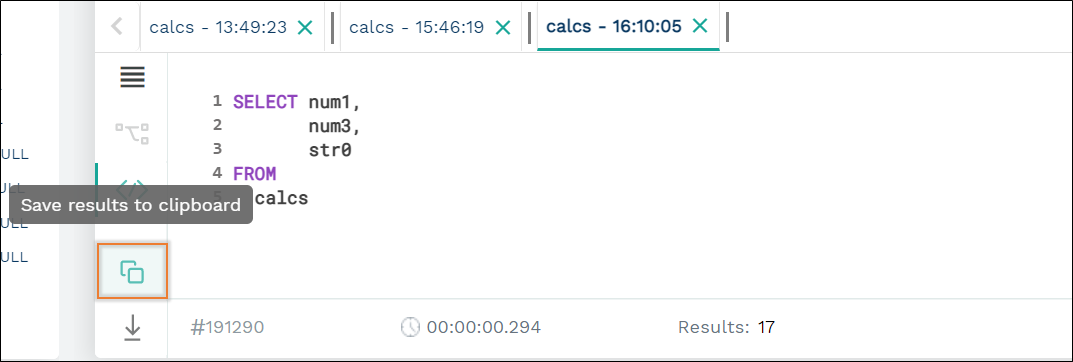 calcs - 13:49:23
calcs - 15:46:19
calcs - 16:10:05
1 SELECT num1,
2 num3,
3 str0
4 FROM
5 calcs
ULL
ULL
ULL
ULL
Save results to clipboard
#191290
00:00:00.294
Results: 17